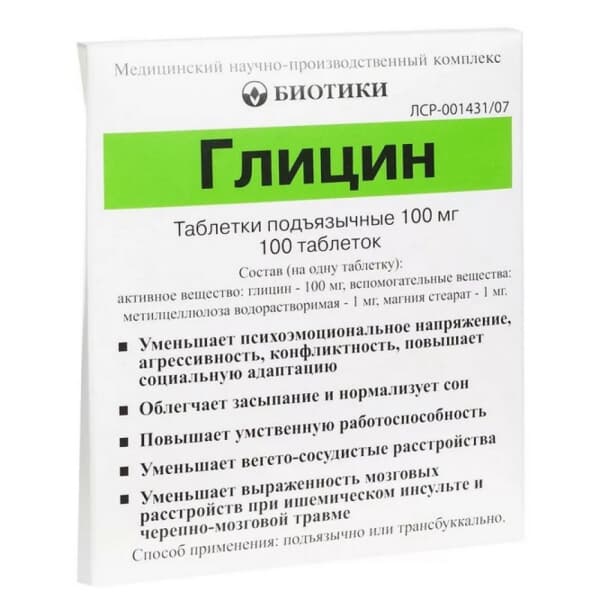 Медицинский научно-производственный комплекс
БИОТИКИ
ЛСР-001431/07
Глицин
Таблетки подъязычные 100 мг
100 таблеток
Состав (на одну таблетку):
активное вещество: глицин - 100 мг, вспомогательные вещества:
метилцеллюлоза водорастворимая - 1 мг, магния стеарат - 1 мг.
▪ Уменьшает психоэмоциональное напряжение,
агрессивность, конфликтность, повышает
социальную адаптацию
▪ Облегчает засыпание и нормализует сон
▪ Повышает умственную работоспособность
▪ Уменьшает вегето-сосудистые расстройства
▪ Уменьшает выраженность мозговых
расстройств при ишемическом инсульте и
черепно-мозговой травме
Способ применения: подъязычно или трансбуккально.